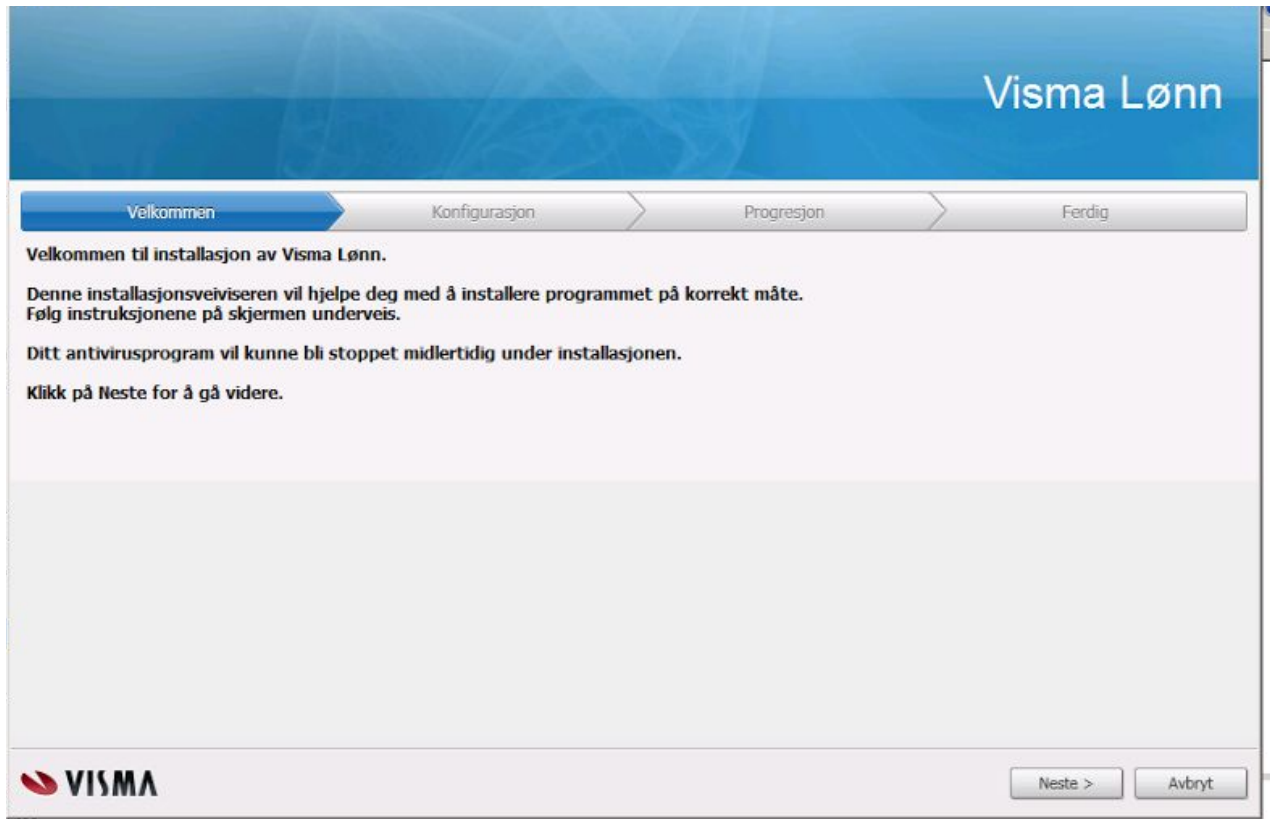 Visma Lønn
Velkommen
Konfigurasjon
Progresjon
Ferdig
Velkommen til installasjon av Visma Lønn.
Denne installasjonsveiviseren vil hjelpe deg med å installere programmet på korrekt måte.
Følg instruksjonene på skjermen underveis.
Ditt antivirusprogram vil kunne bli stoppet midlertidig under installasjonen.
Klikk på Neste for å gå videre.
VISMA
Neste >
Avbryt